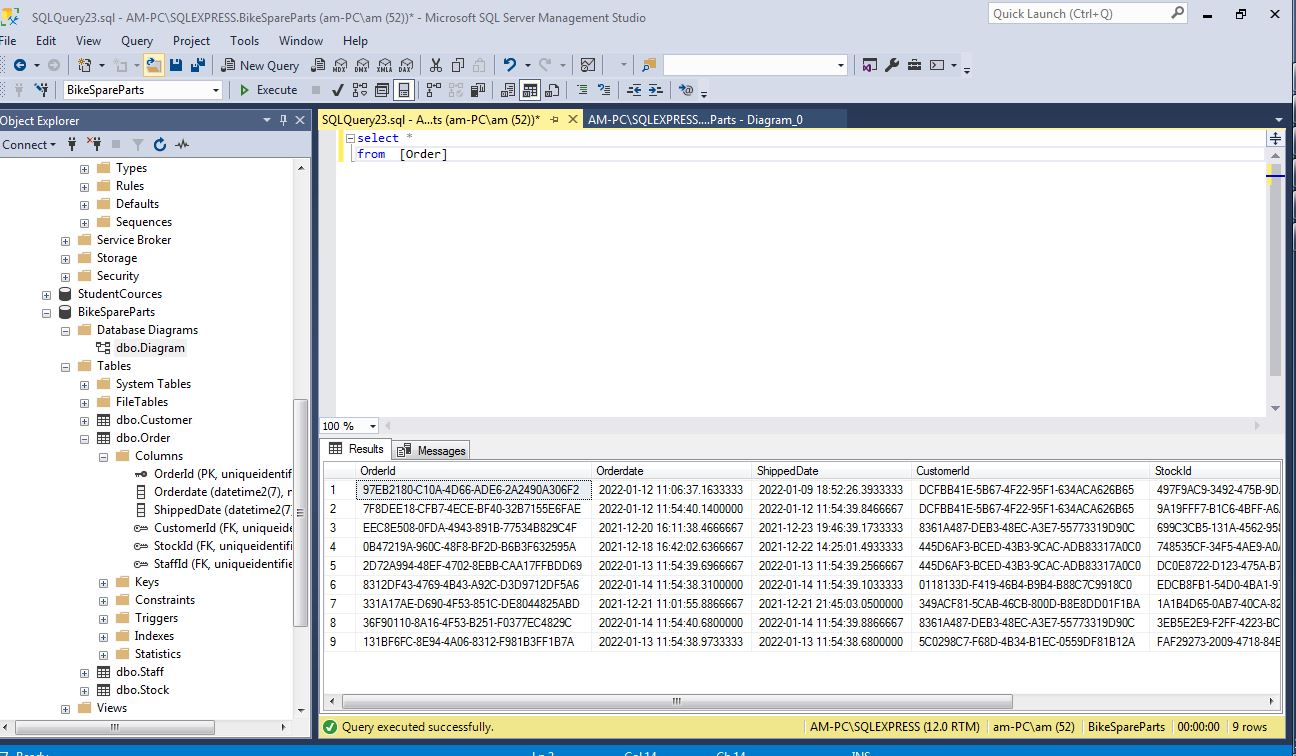 SQLQuery23.sql - AM-PC\SQLEXPRESS.BikeSpareParts (am-PC\am (52))* - Microsoft SQL Server Management Studio
Quick Launch (Ctrl+Q)
File Edit View Query Project Tools Window Help
New Query
MDX DMX XMLA DAX
BikeSpareParts
Execute
Object Explorer
SQLQuery23.sql - A...ts (am-PC\am (52))*
AM-PC\SQLEXPRESS....Parts - Diagram_0
Connect
Types
Rules
Defaults
Sequences
Service Broker
Storage
Security
StudentCources
BikeSpareParts
Database Diagrams
dbo.Diagram
Tables
System Tables
FileTables
dbo.Customer
dbo.Order
Columns
OrderId (PK, uniqueidentif
Orderdate (datetime2(7), n
ShippedDate (datetime2(7)
CustomerId (FK, uniqueide
StockId (FK, uniqueidentifi
StaffId (FK, uniqueidentifie
Keys
Constraints
Triggers
Indexes
Statistics
dbo.Staff
dbo.Stock
Views
select *
from [Order]
100 %
Results Messages
OrderId Orderdate ShippedDate CustomerId StockId
1 97EB2180-C10A-4D66-ADE6-2A2490A306F2 2022-01-12 11:06:37.1633333 2022-01-09 18:52:26.3933333 DCFBB41E-5B67-4F22-95F1-634ACA626B65 497F9AC9-3492-475B-9D
2 7F8DEE18-CFB7-4ECE-BF40-32B7155E6FAE 2022-01-14 11:54:40.1400000 2022-01-14 11:54:39.8466667 DCFBB41E-5B67-4F22-95F1-634ACA626B65 9A19FFF7-B1C6-4BFF-A6
3 EEC8E508-0FDA-4943-891B-77534B829C4F 2021-12-20 16:11:38.4666667 2021-12-23 19:46:39.1733333 8361A487-DEB3-48EC-A3E7-55773319D90C 699C3CB5-131A-4562-958
4 0B47219A-960C-48F8-BF2D-B6B3F632595A 2021-12-18 16:42:02.6366667 2021-12-22 14:25:01.4933333 445D6AF3-BCED-43B3-9CAC-ADB83317A0C0 748535CF-34F5-4AE9-A0
5 2D72A994-48EF-4702-8EBB-CAA17FFBDD69 2022-01-13 11:54:39.6966667 2022-01-13 11:54:39.2566667 445D6AF3-BCED-43B3-9CAC-ADB83317A0C0 DC0E8722-D123-475A-B7
6 8312DF43-4769-4B43-A92C-D3D9712DF5A6 2022-01-14 11:54:38.3100000 2022-01-14 11:54:39.1033333 0118133D-F419-46B4-B9B4-B88C7C9918C0 EDCB8FB1-54D0-4BA1-97
7 331A17AE-D690-4F53-851C-DE8044825ABD 2021-12-21 11:01:55.8866667 2021-12-21 21:45:03.0500000 349ACF81-5CAB-46CB-800D-B8E8DD01F1BA 1A1B4D65-0AB7-40CA-82
8 36F90110-8A16-4F53-B251-F0377EC4829C 2022-01-14 11:54:40.6800000 2022-01-14 11:54:39.8866667 8361A487-DEB3-48EC-A3E7-55773319D90C 3EB5E2E9-F2FF-4223-BC
9 131BF6FC-8E94-4A06-8312-F981B3FF1B7A 2022-01-13 11:54:38.9733333 2022-01-13 11:54:38.6800000 5C0298C7-F68D-4B34-B1EC-0559DF81B12A FAF29273-2009-4718-84E
Query executed successfully.
AM-PC\SQLEXPRESS (12.0 RTM) am-PC\am (52) BikeSpareParts 00:00:00 9 rows